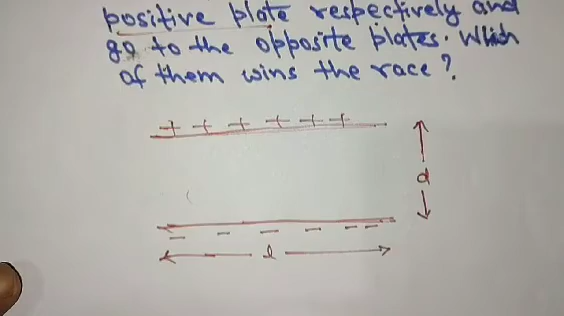 positive plate respectively and
go to the opposite plates. Which
of them wins the race?
+ + + + + +
d
- - - - - -
l